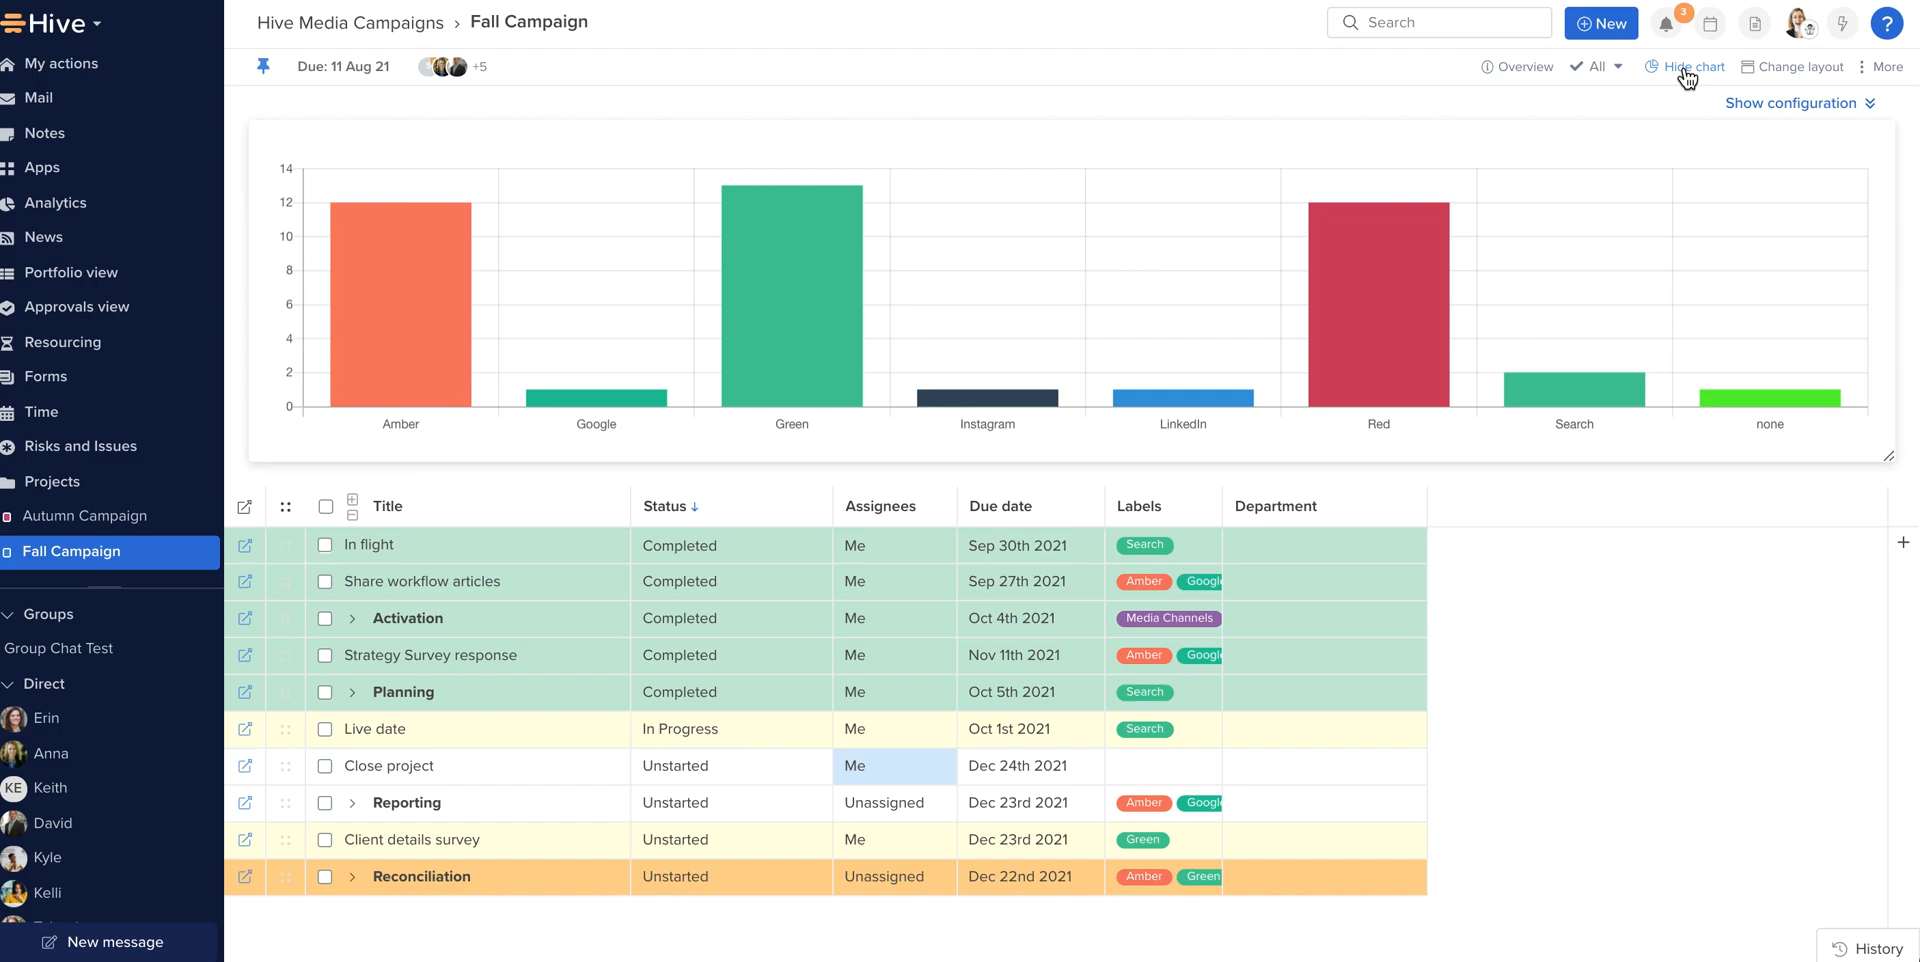 Hive
Hive Media Campaigns › Fall Campaign
Search
New
3
?
My actions
Mail
Notes
Apps
Analytics
News
Portfolio view
Approvals view
Resourcing
Forms
Time
Risks and Issues
Projects
Autumn Campaign
Fall Campaign
Groups
Group Chat Test
Direct
Erin
Anna
KE Keith
David
Kyle
Kelli
New message
Due: 11 Aug 21
+5
Overview
All
Hide chart
Change layout
More
Show configuration
14
12
10
8
6
4
2
0
Amber Google Green Instagram LinkedIn Red Search none
Title Status Assignees Due date Labels Department
In flight Completed Me Sep 30th 2021 Search
Share workflow articles Completed Me Sep 27th 2021 Amber Googl
Activation Completed Me Oct 4th 2021 Media Channels
Strategy Survey response Completed Me Nov 11th 2021 Amber Googl
Planning Completed Me Oct 5th 2021 Search
Live date In Progress Me Oct 1st 2021 Search
Close project Unstarted Me Dec 24th 2021
Reporting Unstarted Unassigned Dec 23rd 2021 Amber Googl
Client details survey Unstarted Me Dec 23rd 2021 Green
Reconciliation Unstarted Unassigned Dec 22nd 2021 Amber Green
History